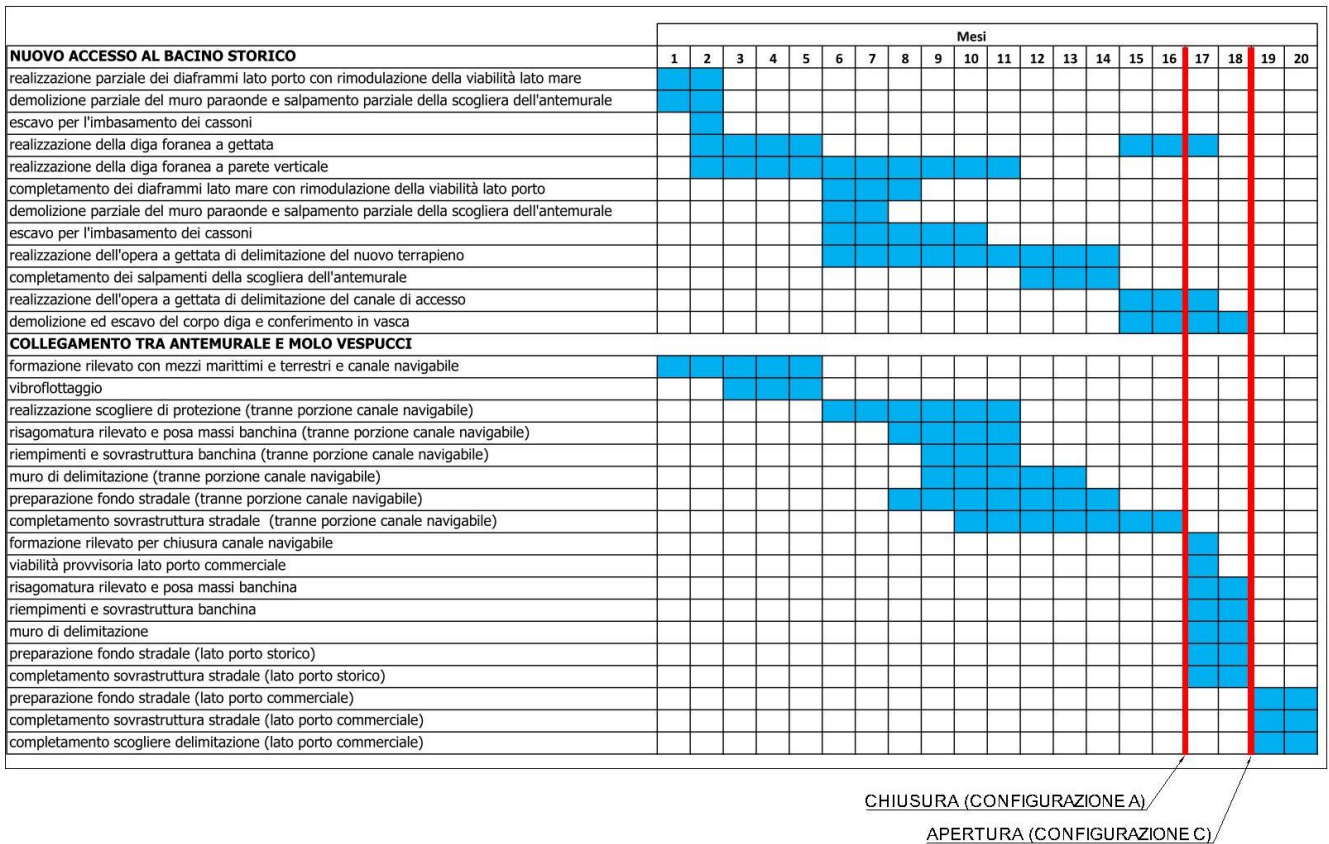 Mesi
NUOVO ACCESSO AL BACINO STORICO 1 2 3 4 5 6 7 8 9 10 11 12 13 14 15 16 17 18 19 20
realizzazione parziale dei diaframmi lato porto con rimodulazione della viabilità lato mare
demolizione parziale del muro paraonde e salpamento parziale della scogliera dell'antemurale
escavo per l'imbasamento dei cassoni
realizzazione della diga foranea a gettata
realizzazione della diga foranea a parete verticale
completamento dei diaframmi lato mare con rimodulazione della viabilità lato porto
demolizione parziale del muro paraonde e salpamento parziale della scogliera dell'antemurale
escavo per l'imbasamento dei cassoni
realizzazione dell'opera a gettata di delimitazione del nuovo terrapieno
completamento dei salpamenti della scogliera dell'antemurale
realizzazione dell'opera a gettata di delimitazione del canale di accesso
demolizione ed escavo del corpo diga e conferimento in vasca
COLLEGAMENTO TRA ANTEMURALE E MOLO VESPUCCI
formazione rilevato con mezzi marittimi e terrestri e canale navigabile
vibroflottaggio
realizzazione scogliere di protezione (tranne porzione canale navigabile)
risagomatura rilevato e posa massi banchina (tranne porzione canale navigabile)
riempimenti e sovrastruttura banchina (tranne porzione canale navigabile)
muro di delimitazione (tranne porzione canale navigabile)
preparazione fondo stradale (tranne porzione canale navigabile)
completamento sovrastruttura stradale (tranne porzione canale navigabile)
formazione rilevato per chiusura canale navigabile
viabilità provvisoria lato porto commerciale
risagomatura rilevato e posa massi banchina
riempimenti e sovrastruttura banchina
muro di delimitazione
preparazione fondo stradale (lato porto storico)
completamento sovrastruttura stradale (lato porto storico)
preparazione fondo stradale (lato porto commerciale)
completamento sovrastruttura stradale (lato porto commerciale)
completamento scogliere delimitazione (lato porto commerciale)
CHIUSURA (CONFIGURAZIONE A)
APERTURA (CONFIGURAZIONE C)